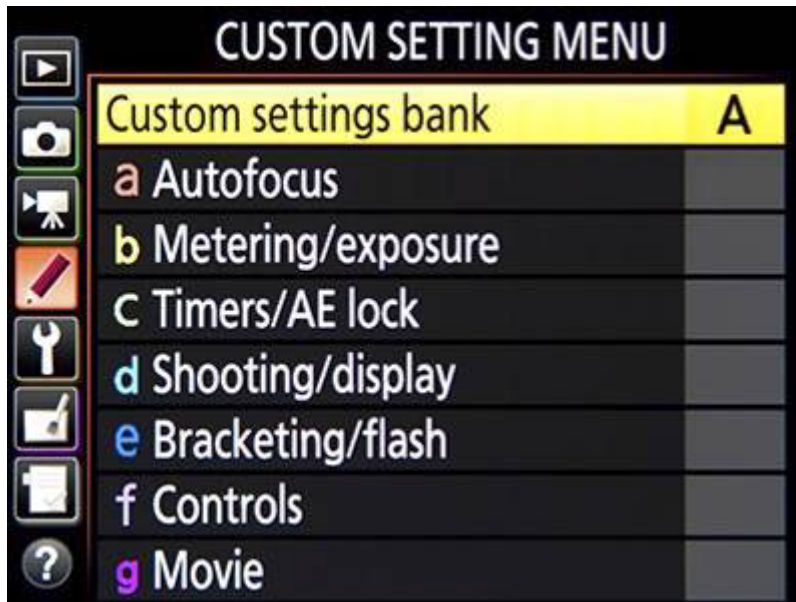 CUSTOM SETTING MENU
Custom settings bank A
a Autofocus
b Metering/exposure
c Timers/AE lock
d Shooting/display
e Bracketing/flash
f Controls
g Movie
?